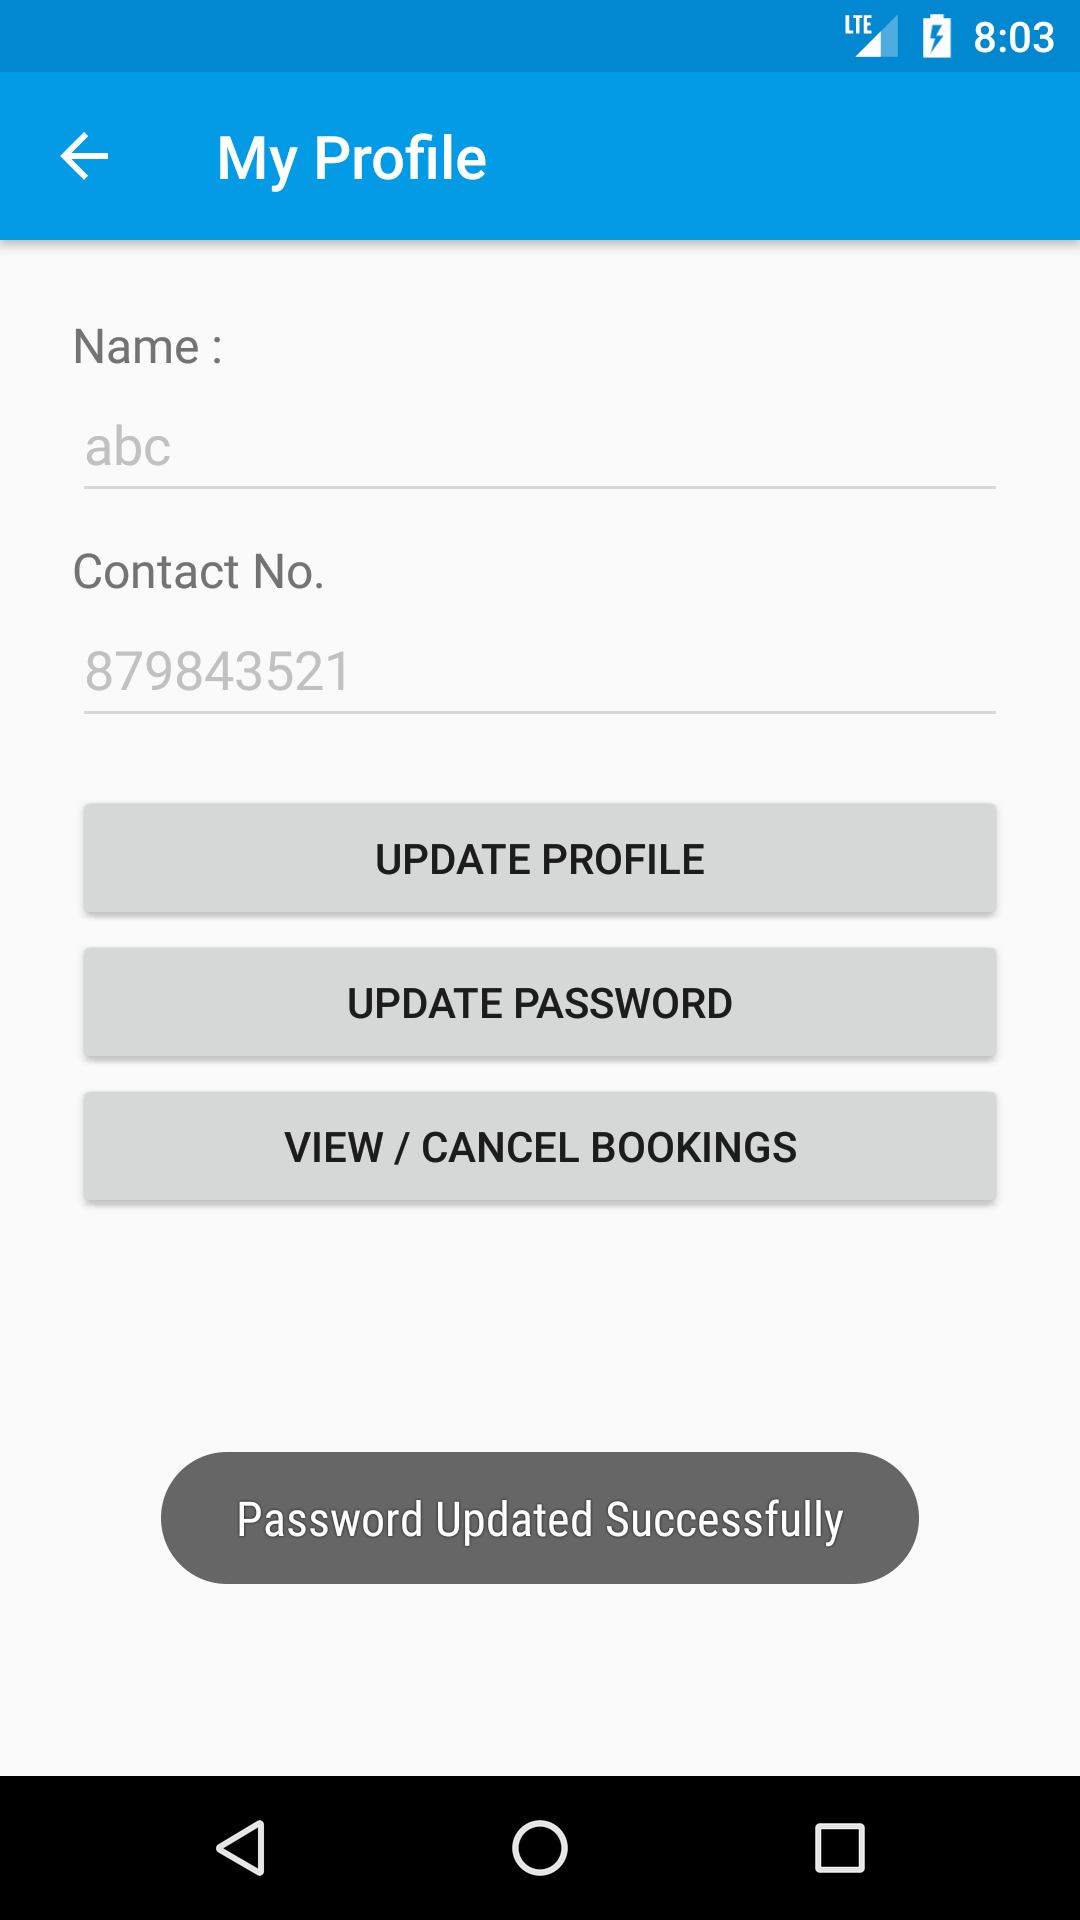 LTE 8:03
My Profile
Name :
abc
Contact No.
879843521
UPDATE PROFILE
UPDATE PASSWORD
VIEW / CANCEL BOOKINGS
Password Updated Successfully